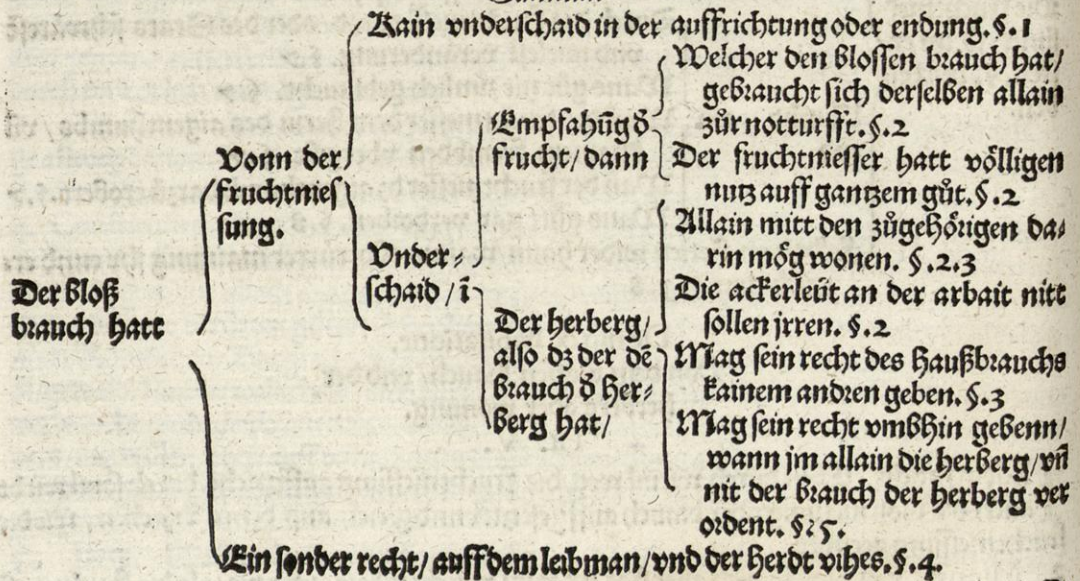 Kain vnderschaid in der auffrichtung oder endung. §. 1
Welcher den blossen brauch hat/
gebraucht sich derselben allain
zůr notturfft. §. 2
Empfahūg d̄
frucht/ dann
Der fruchtniesser hatt völligen
nutz auff gantzem gůt. §. 2
Vonn der
fruchtnies
sung.
Allain mitt den zůgehörigen da⸗
rin mög wonen. §. 2. 3
Vnder⸗
schaid / ī
Die ackerleüt an der arbait nitt
sollen jrren. §. 2
Der bloß
brauch hatt
Der herberg/
also dz der dē
brauch d̄ her⸗
berg hat/
Mag sein recht des haußbrauchs
kainem andren geben. §. 3
Mag sein recht vmbhin gebenn/
wann jm allain die herberg/ vn̄
nit der brauch der herberg ver
ordent. §. 5.
Ein sonder recht/ auff dem leibman/ vnd der herdt vihes. §. 4.